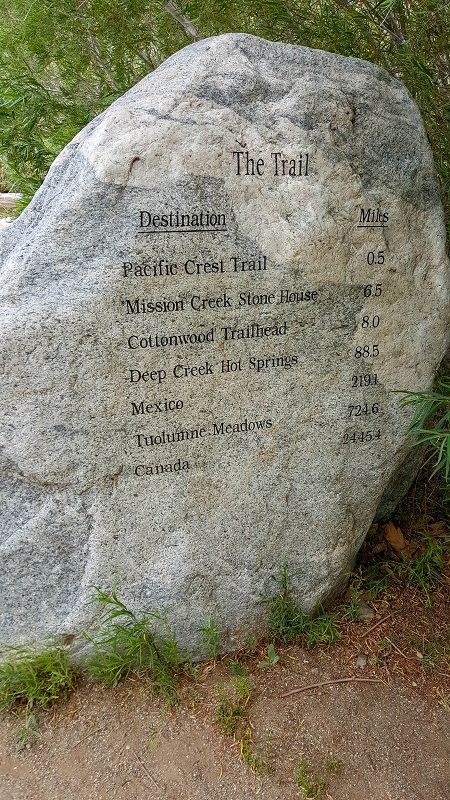 The Trail
Destination Miles
Pacific Crest Trail 0.5
Mission Creek Stone House 6.5
Cottonwood Trailhead 8.0
Deep Creek Hot Springs 88.5
Mexico 219.1
Tuolumne Meadows 724.6
Canada 2445.4